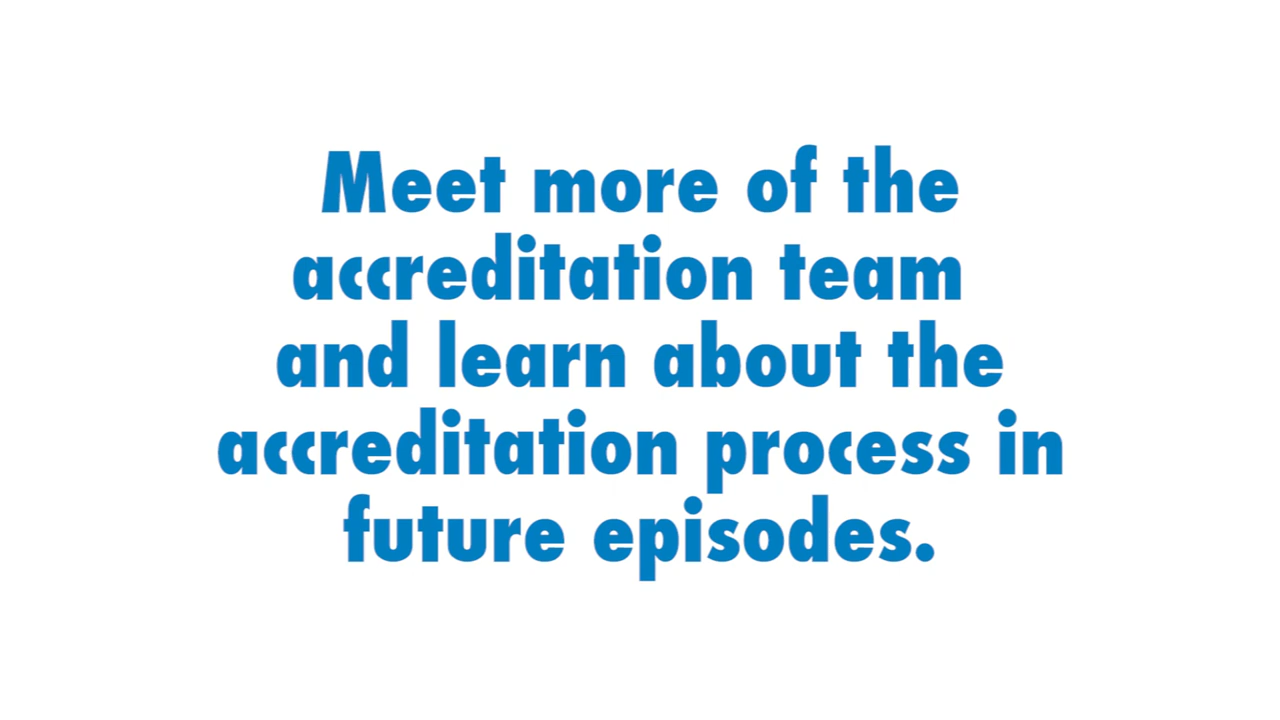 Meet more of the
accreditation team
and learn about the
accreditation process in
future episodes.